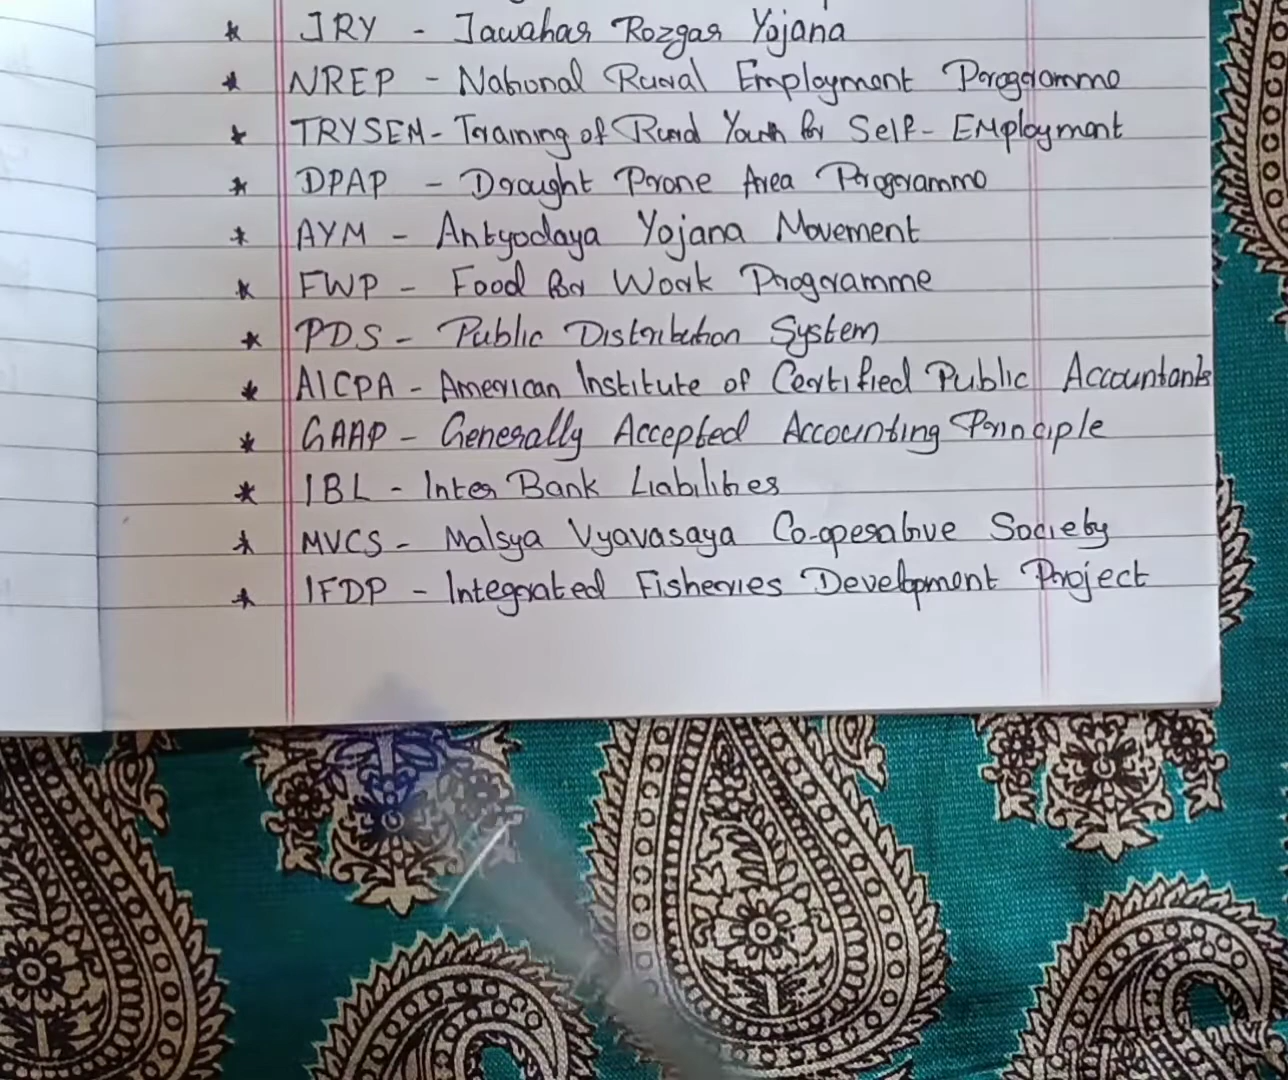 * JRY - Jawahar Rozgar Yojana
* NREP - National Rural Employment Programme
* TRYSEM - Training of Rural Youth for Self-Employment
* DPAP - Drought Prone Area Programme
* AYM - Antyodaya Yojana Movement
* FWP - Food for Work Programme
* PDS - Public Distribution System
* AICPA - American Institute of Certified Public Accountants
* GAAP - Generally Accepted Accounting Principle
* IBL - Inter Bank Liabilities
* MVCS - Matsya Vyavasaya Co-operative Society
* IFDP - Integrated Fisheries Development Project